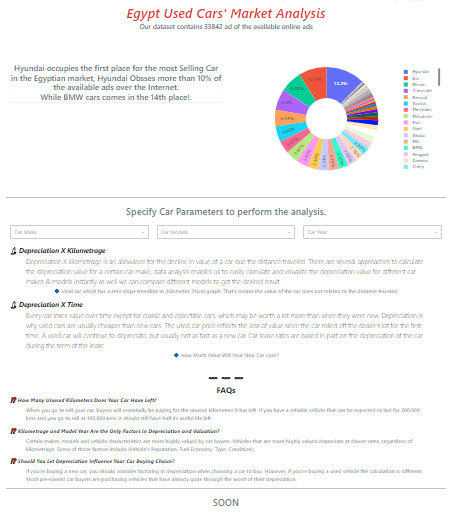 Egypt Used Cars' Market Analysis
Our dataset contains 33842 ad of the available online ads
Hyundai occupies the first place for the most Selling Car
in the Egyptian market, Hyundai Obsses more than 10% of
the available ads over the Internet.
While BMW cars comes in the 14th place!.
Hyundai
Kia
Nissan
Chevrolet
Renault
Toyota
Mercedes
Mitsubishi
Fiat
Opel
Skoda
MG
BMW
Peugeot
Daewoo
Chery
Specify Car Parameters to perform the analysis.
Car Make
Car Models
Car Year
Depreciation X Kilometrage
Depreciation X kilometrage is an allowance for the decline in value of a car due the distance traveled. There are several approaches to calculate
the depreciation value for a certain car make, data analysis enables us to easily calculate and visualize the depreciation value for different car
makes & models instantly as well we can compare different models to get the desired result.
Ideal car which has a zero slope trendline in (Kilometer, Price) graph. That's means the value of the car does not related to the distance traveled
Depreciation X Time
Every car loses value over time except for classic and collectible cars, which may be worth a lot more than when they were new. Depreciation is
why used cars are usually cheaper than new cars. The used car price reflects the loss of value since the car rolled off the dealer's lot for the first
time. A used car will continue to depreciate, but usually not as fast as a new car. Car lease rates are based in part on the depreciation of the car
during the term of the lease.
How Much Value Will Your New Car Lose?
FAQs
How Many Unused Kilometers Does Your Car Have Left?
When you go to sell your car, buyers will essentially be paying for the unused kilometers it has left. If you have a reliable vehicle that can be expected to last for 200,000
kms and you go to sell at 100,000 kms, it should still have half its useful life left.
Kilometrage and Model Year Are the Only Factors in Depreciation and Valuation?
Certain makes, models and vehicle characteristics are more highly valued by car buyers. Vehicles that are more highly valued depreciate at slower rates, regardless of
kilometrage. Some of those factors include (Vehicle's Reputation, Fuel Economy, Type, Condition)
Should You Let Depreciation Influence Your Car Buying Choice?
If you're buying a new car, you should consider factoring in depreciation when choosing a car to buy. However, if you're buying a used vehicle the calculation is different.
Most pre-owned car buyers are purchasing vehicles that have already gone through the worst of their depreciation.
SOON